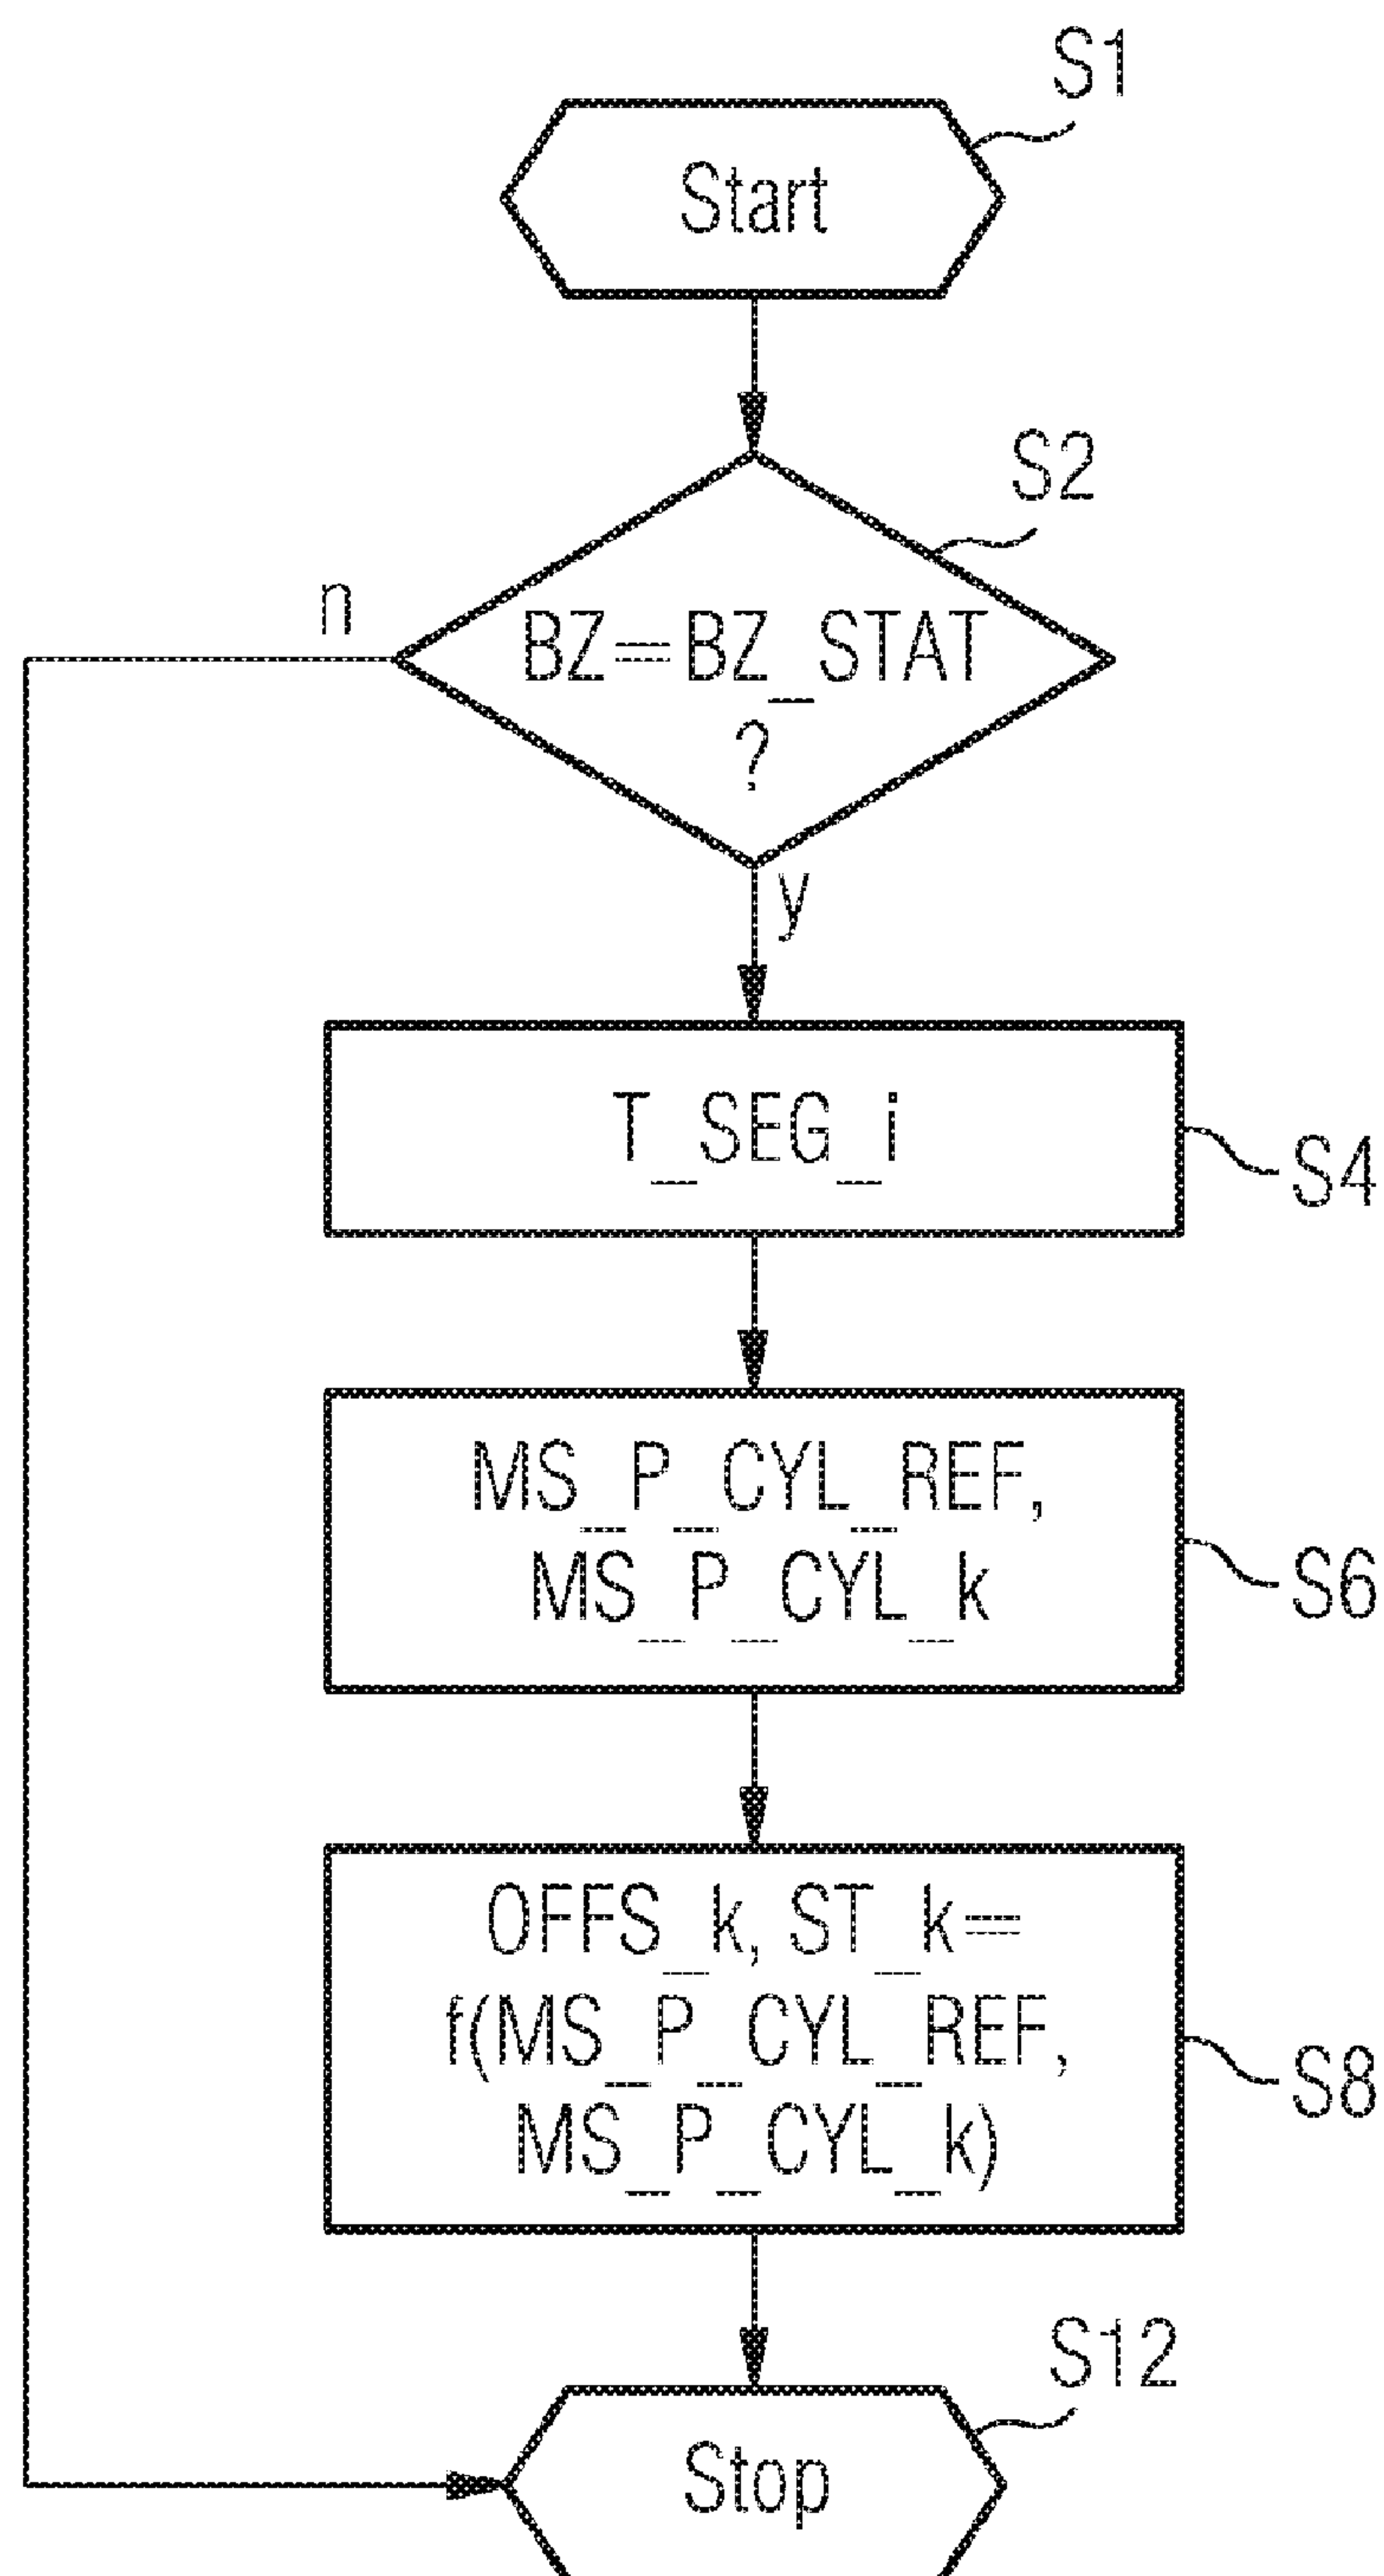 S1
Start
S2
n
BZ=BZ_STAT
?
y
T_SEG_i
S4
MS_P_CYL_REF,
MS_P_CYL_k
S6
OFFS_k, ST_k=
f(MS_P_CYL_REF,
MS_P_CYL_k)
S8
S12
Stop